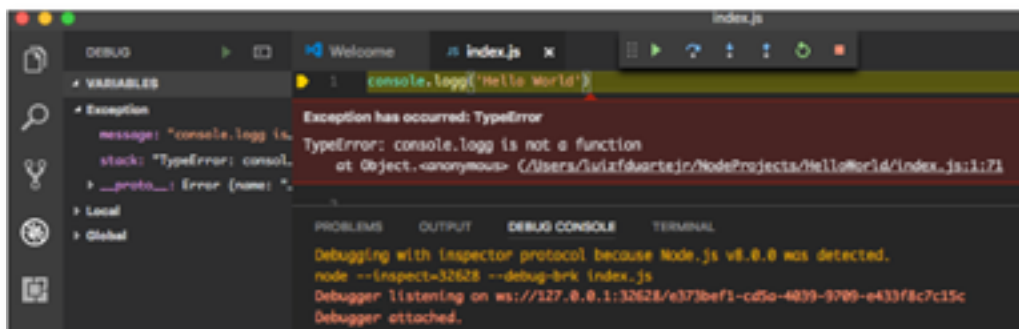 index.js
DEBUG
Welcome
JS index.js ×
VARIABLES
1 console.logg('Hello World')
Exception
Exception has occurred: TypeError
message: "console.logg is…
TypeError: console.logg is not a function
stack: "TypeError: consol…
at Object.<anonymous> (/Users/luizfduartejr/NodeProjects/HelloWorld/index.js:1:71
__proto__: Error {name: "…
Local
Global
PROBLEMS OUTPUT DEBUG CONSOLE TERMINAL
Debugging with inspector protocol because Node.js v8.0.0 was detected.
node --inspect=32628 --debug-brk index.js
Debugger listening on ws://127.0.0.1:32628/e373bef1-cd5a-4039-9709-e433f8c7c15c
Debugger attached.